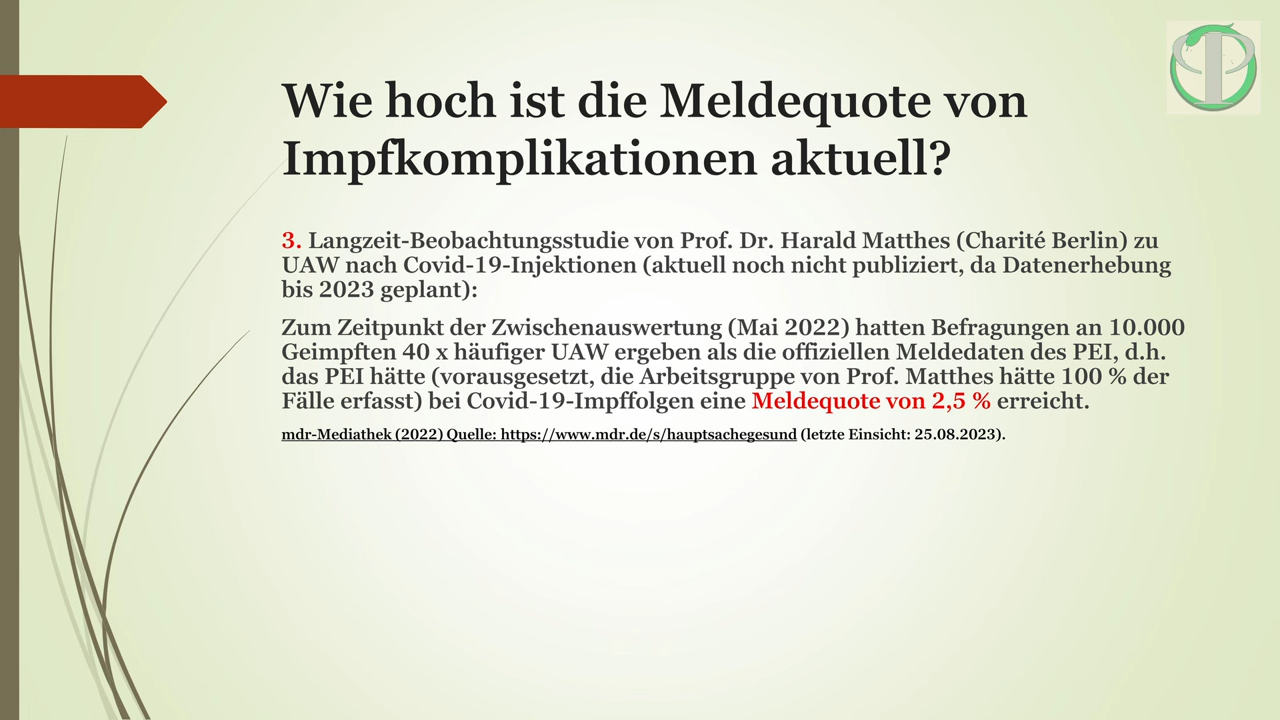 Wie hoch ist die Meldequote von
Impfkomplikationen aktuell?
3. Langzeit-Beobachtungsstudie von Prof. Dr. Harald Matthes (Charité Berlin) zu
UAW nach Covid-19-Injektionen (aktuell noch nicht publiziert, da Datenerhebung
bis 2023 geplant):
Zum Zeitpunkt der Zwischenauswertung (Mai 2022) hatten Befragungen an 10.000
Geimpften 40 x häufiger UAW ergeben als die offiziellen Meldedaten des PEI, d.h.
das PEI hätte (vorausgesetzt, die Arbeitsgruppe von Prof. Matthes hätte 100 % der
Fälle erfasst) bei Covid-19-Impffolgen eine Meldequote von 2,5 % erreicht.
mdr-Mediathek (2022) Quelle: https://www.mdr.de/s/hauptsachegesund (letzte Einsicht: 25.08.2023).